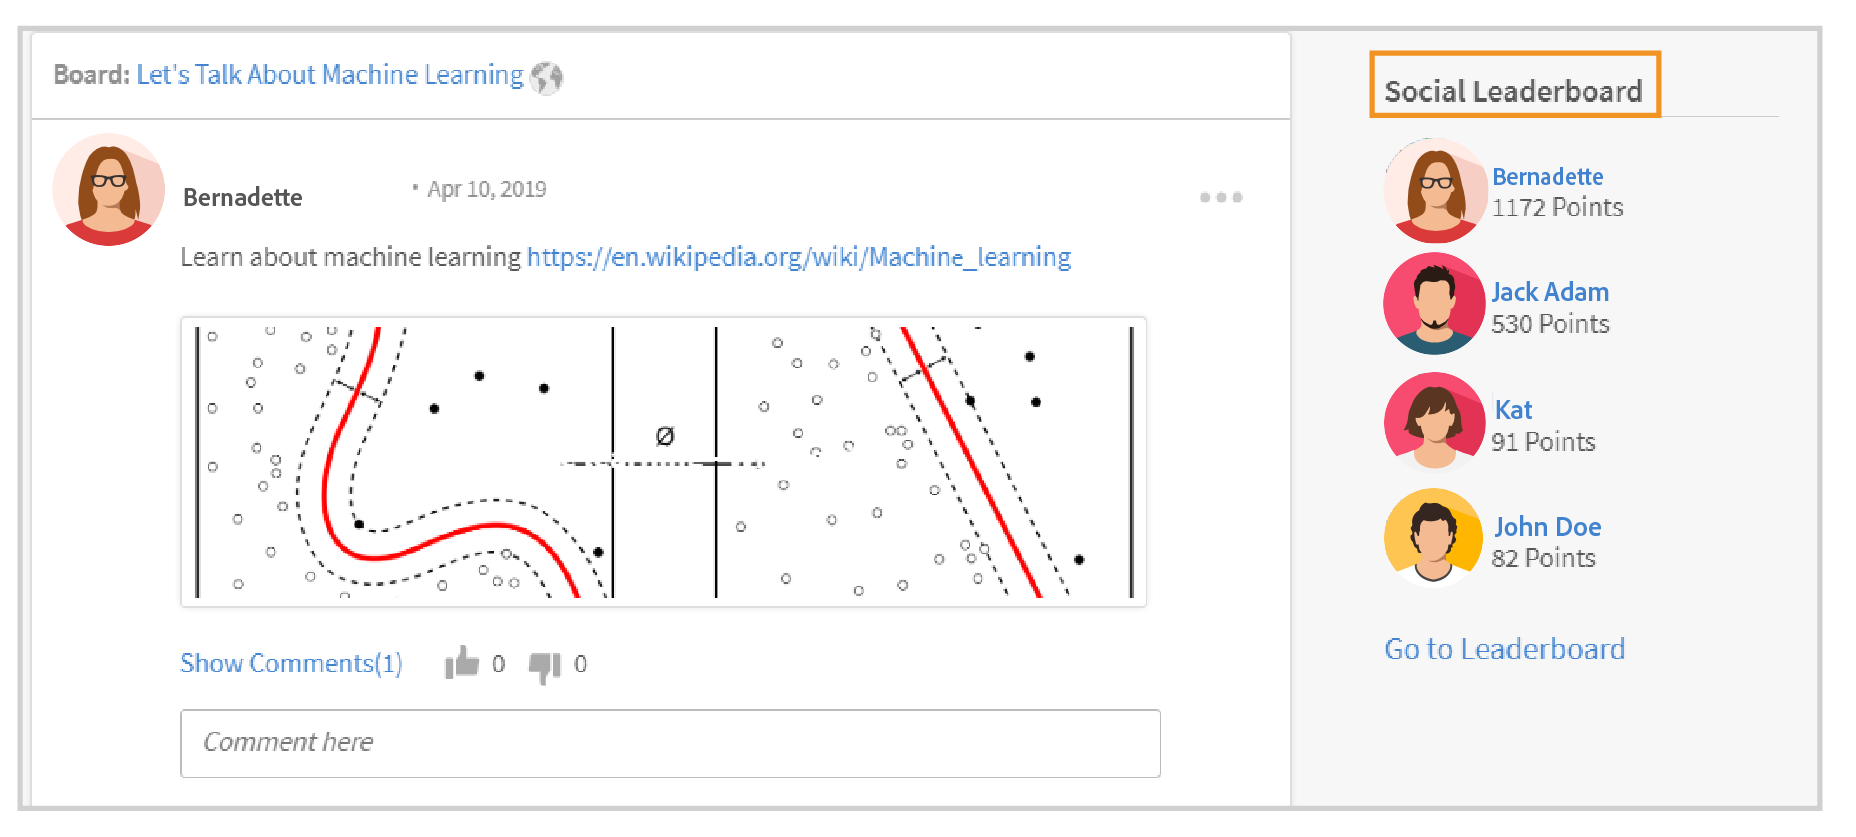 Board: Let's Talk About Machine Learning
Bernadette • Apr 10, 2019
Learn about machine learning https://en.wikipedia.org/wiki/Machine_learning
Ø
Show Comments(1) 0 0
Comment here
Social Leaderboard
Bernadette
1172 Points
Jack Adam
530 Points
Kat
91 Points
John Doe
82 Points
Go to Leaderboard